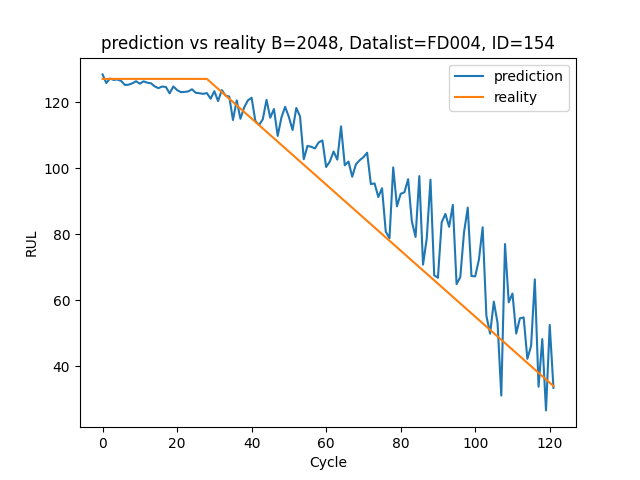 prediction vs reality B=2048, Datalist=FD004, ID=154
prediction
reality
RUL
120
100
80
60
40
0 20 40 60 80 100 120
Cycle